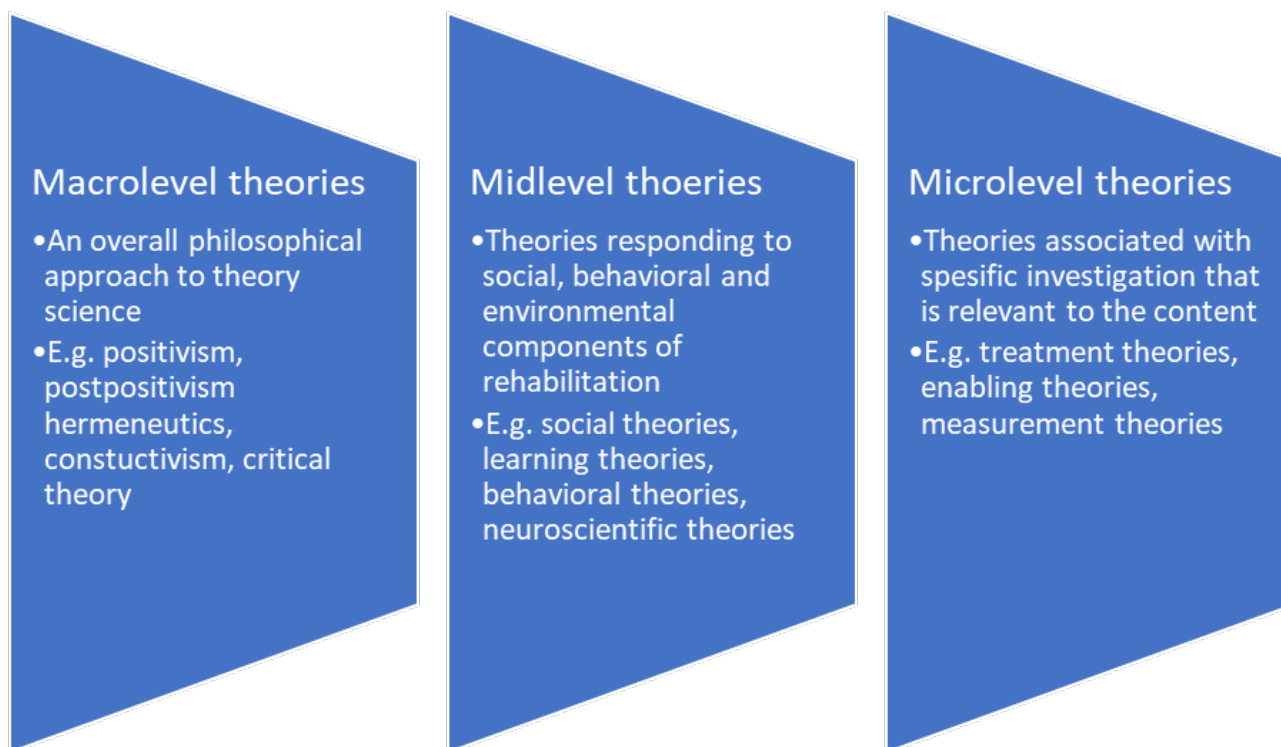 Macrolevel theories
•An overall philosophical
approach to theory
science
•E.g. positivism,
postpositivism
hermeneutics,
constuctivism, critical
theory
Midlevel thoeries
•Theories responding to
social, behavioral and
environmental
components of
rehabilitation
•E.g. social theories,
learning theories,
behavioral theories,
neuroscientific theories
Microlevel theories
•Theories associated with
spesific investigation that
is relevant to the content
•E.g. treatment theories,
enabling theories,
measurement theories